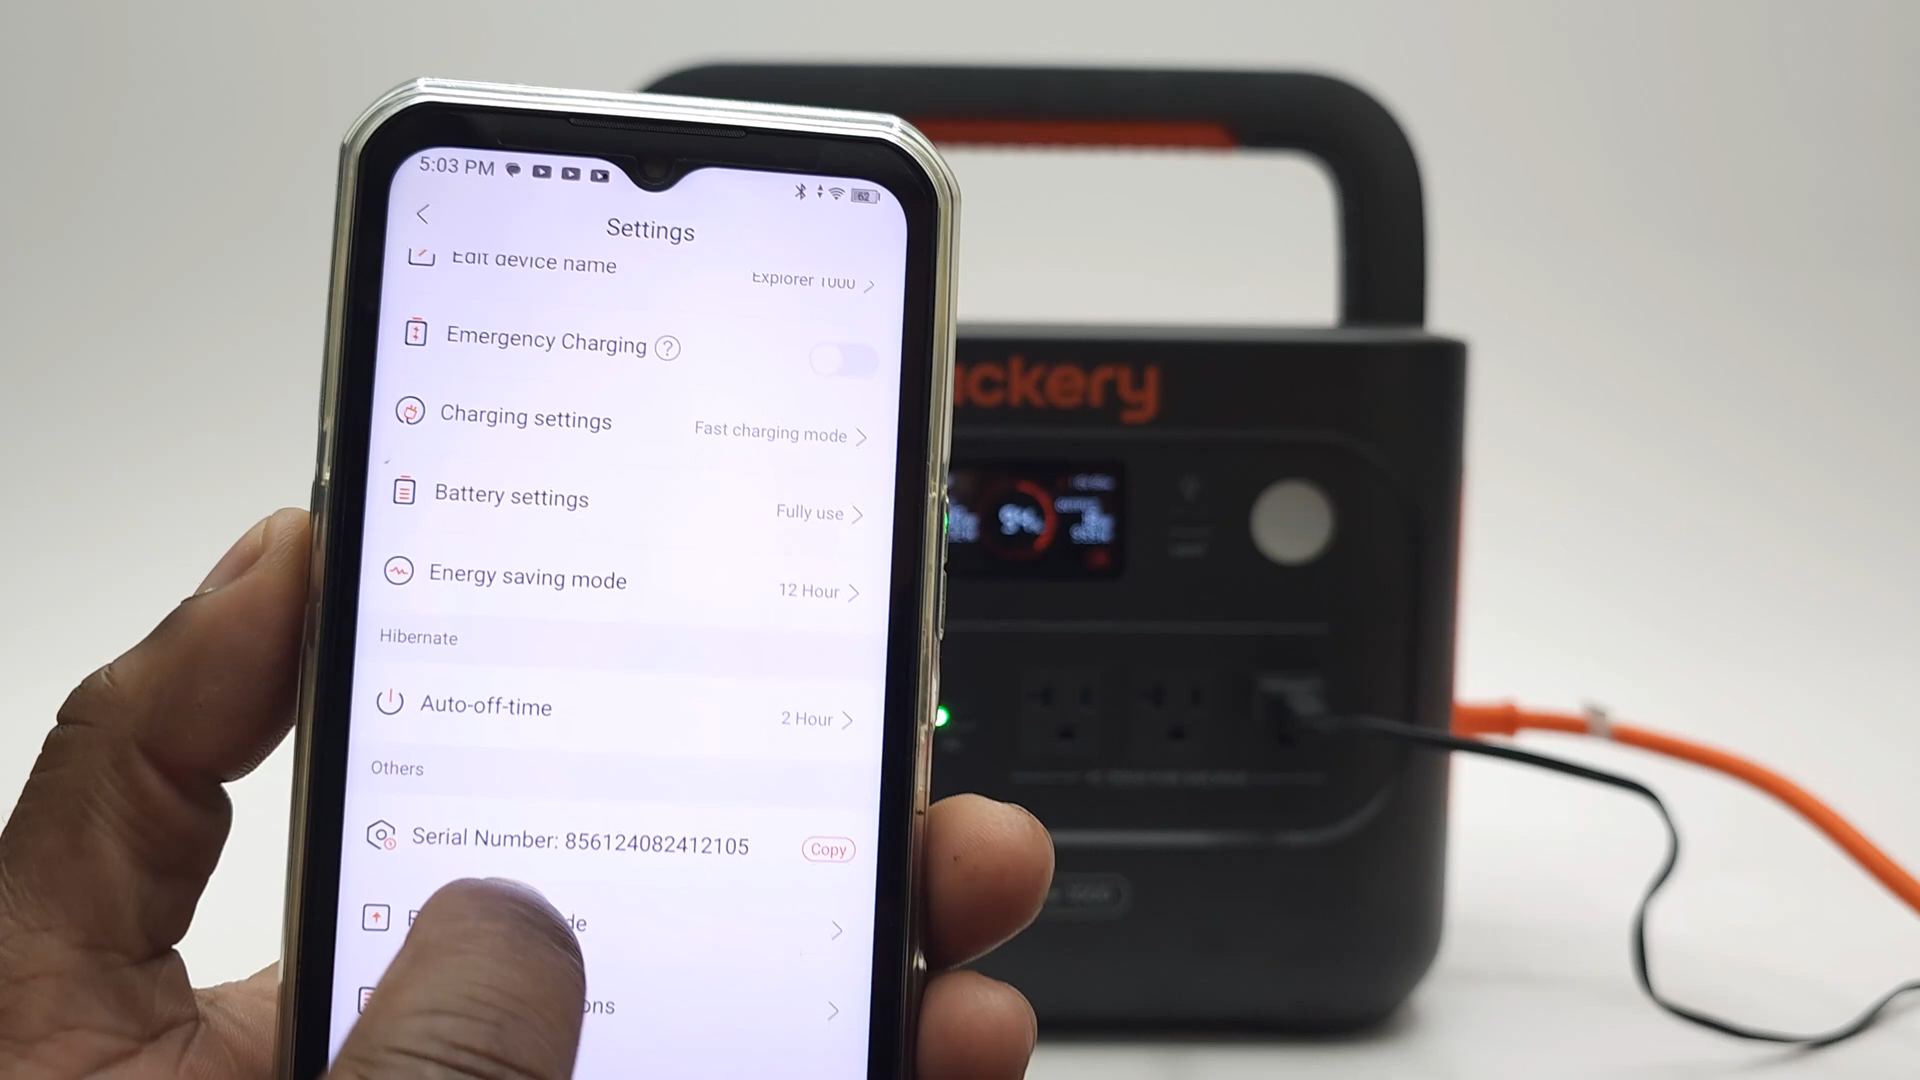 5:03 PM
62
Settings
Edit device name
Explorer 1000
Emergency Charging ?
Charging settings
Fast charging mode
Battery settings
Fully use
Energy saving mode
12 Hour
Hibernate
Auto-off-time
2 Hour
Others
Serial Number: 856124082412105
Copy
ckery